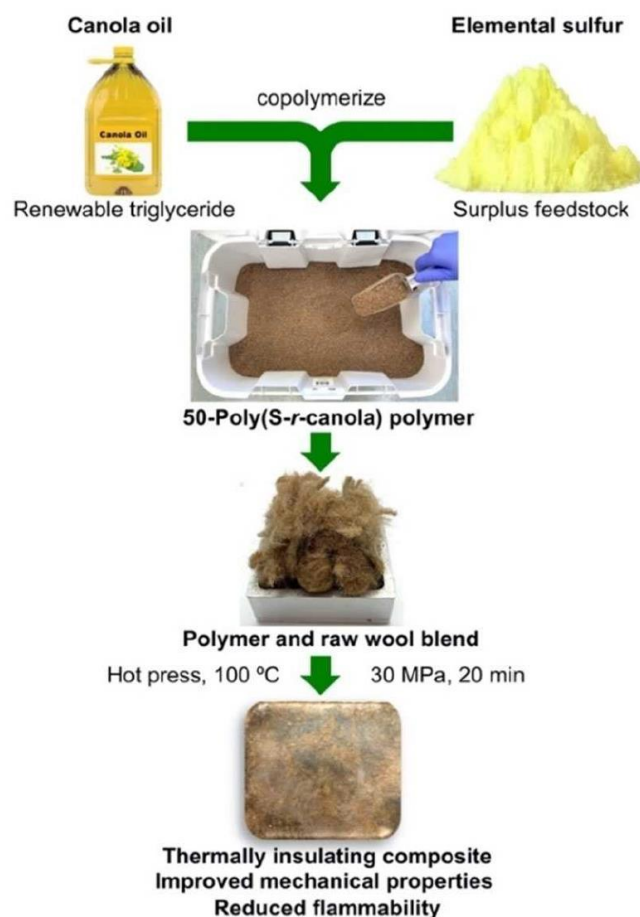 Canola oil
Elemental sulfur
copolymerize
Canola Oil
Renewable triglyceride
Surplus feedstock
50-Poly(S-r-canola) polymer
Polymer and raw wool blend
Hot press, 100 ºC
30 MPa, 20 min
Thermally insulating composite
Improved mechanical properties
Reduced flammability